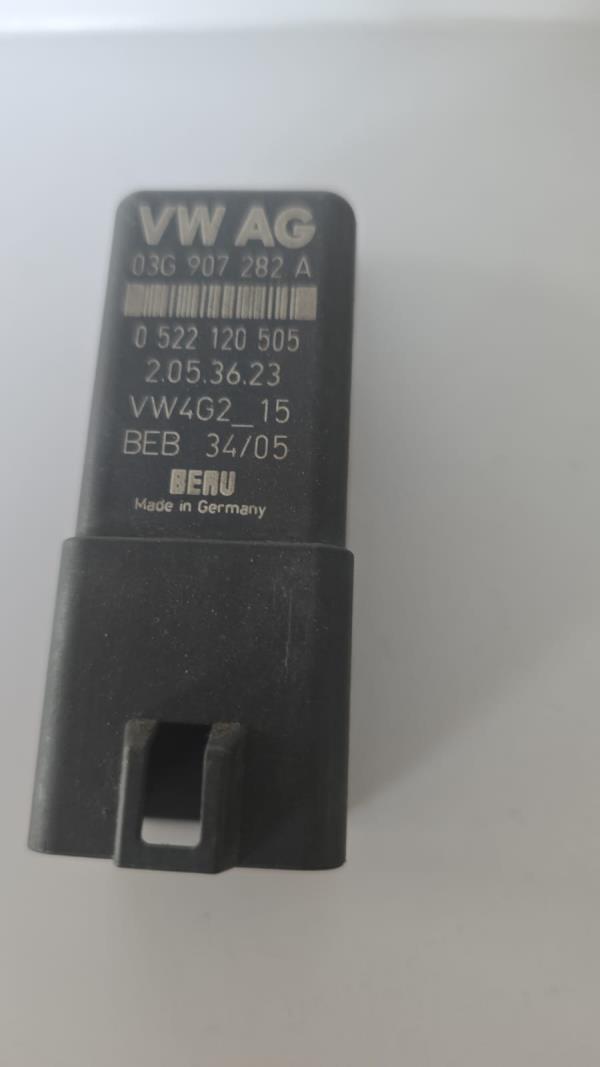 VW AG
03G 907 282 A
0 522 120 505
2.05.36.23
VW4G2_15
BEB 34/05
BERU
Made in Germany